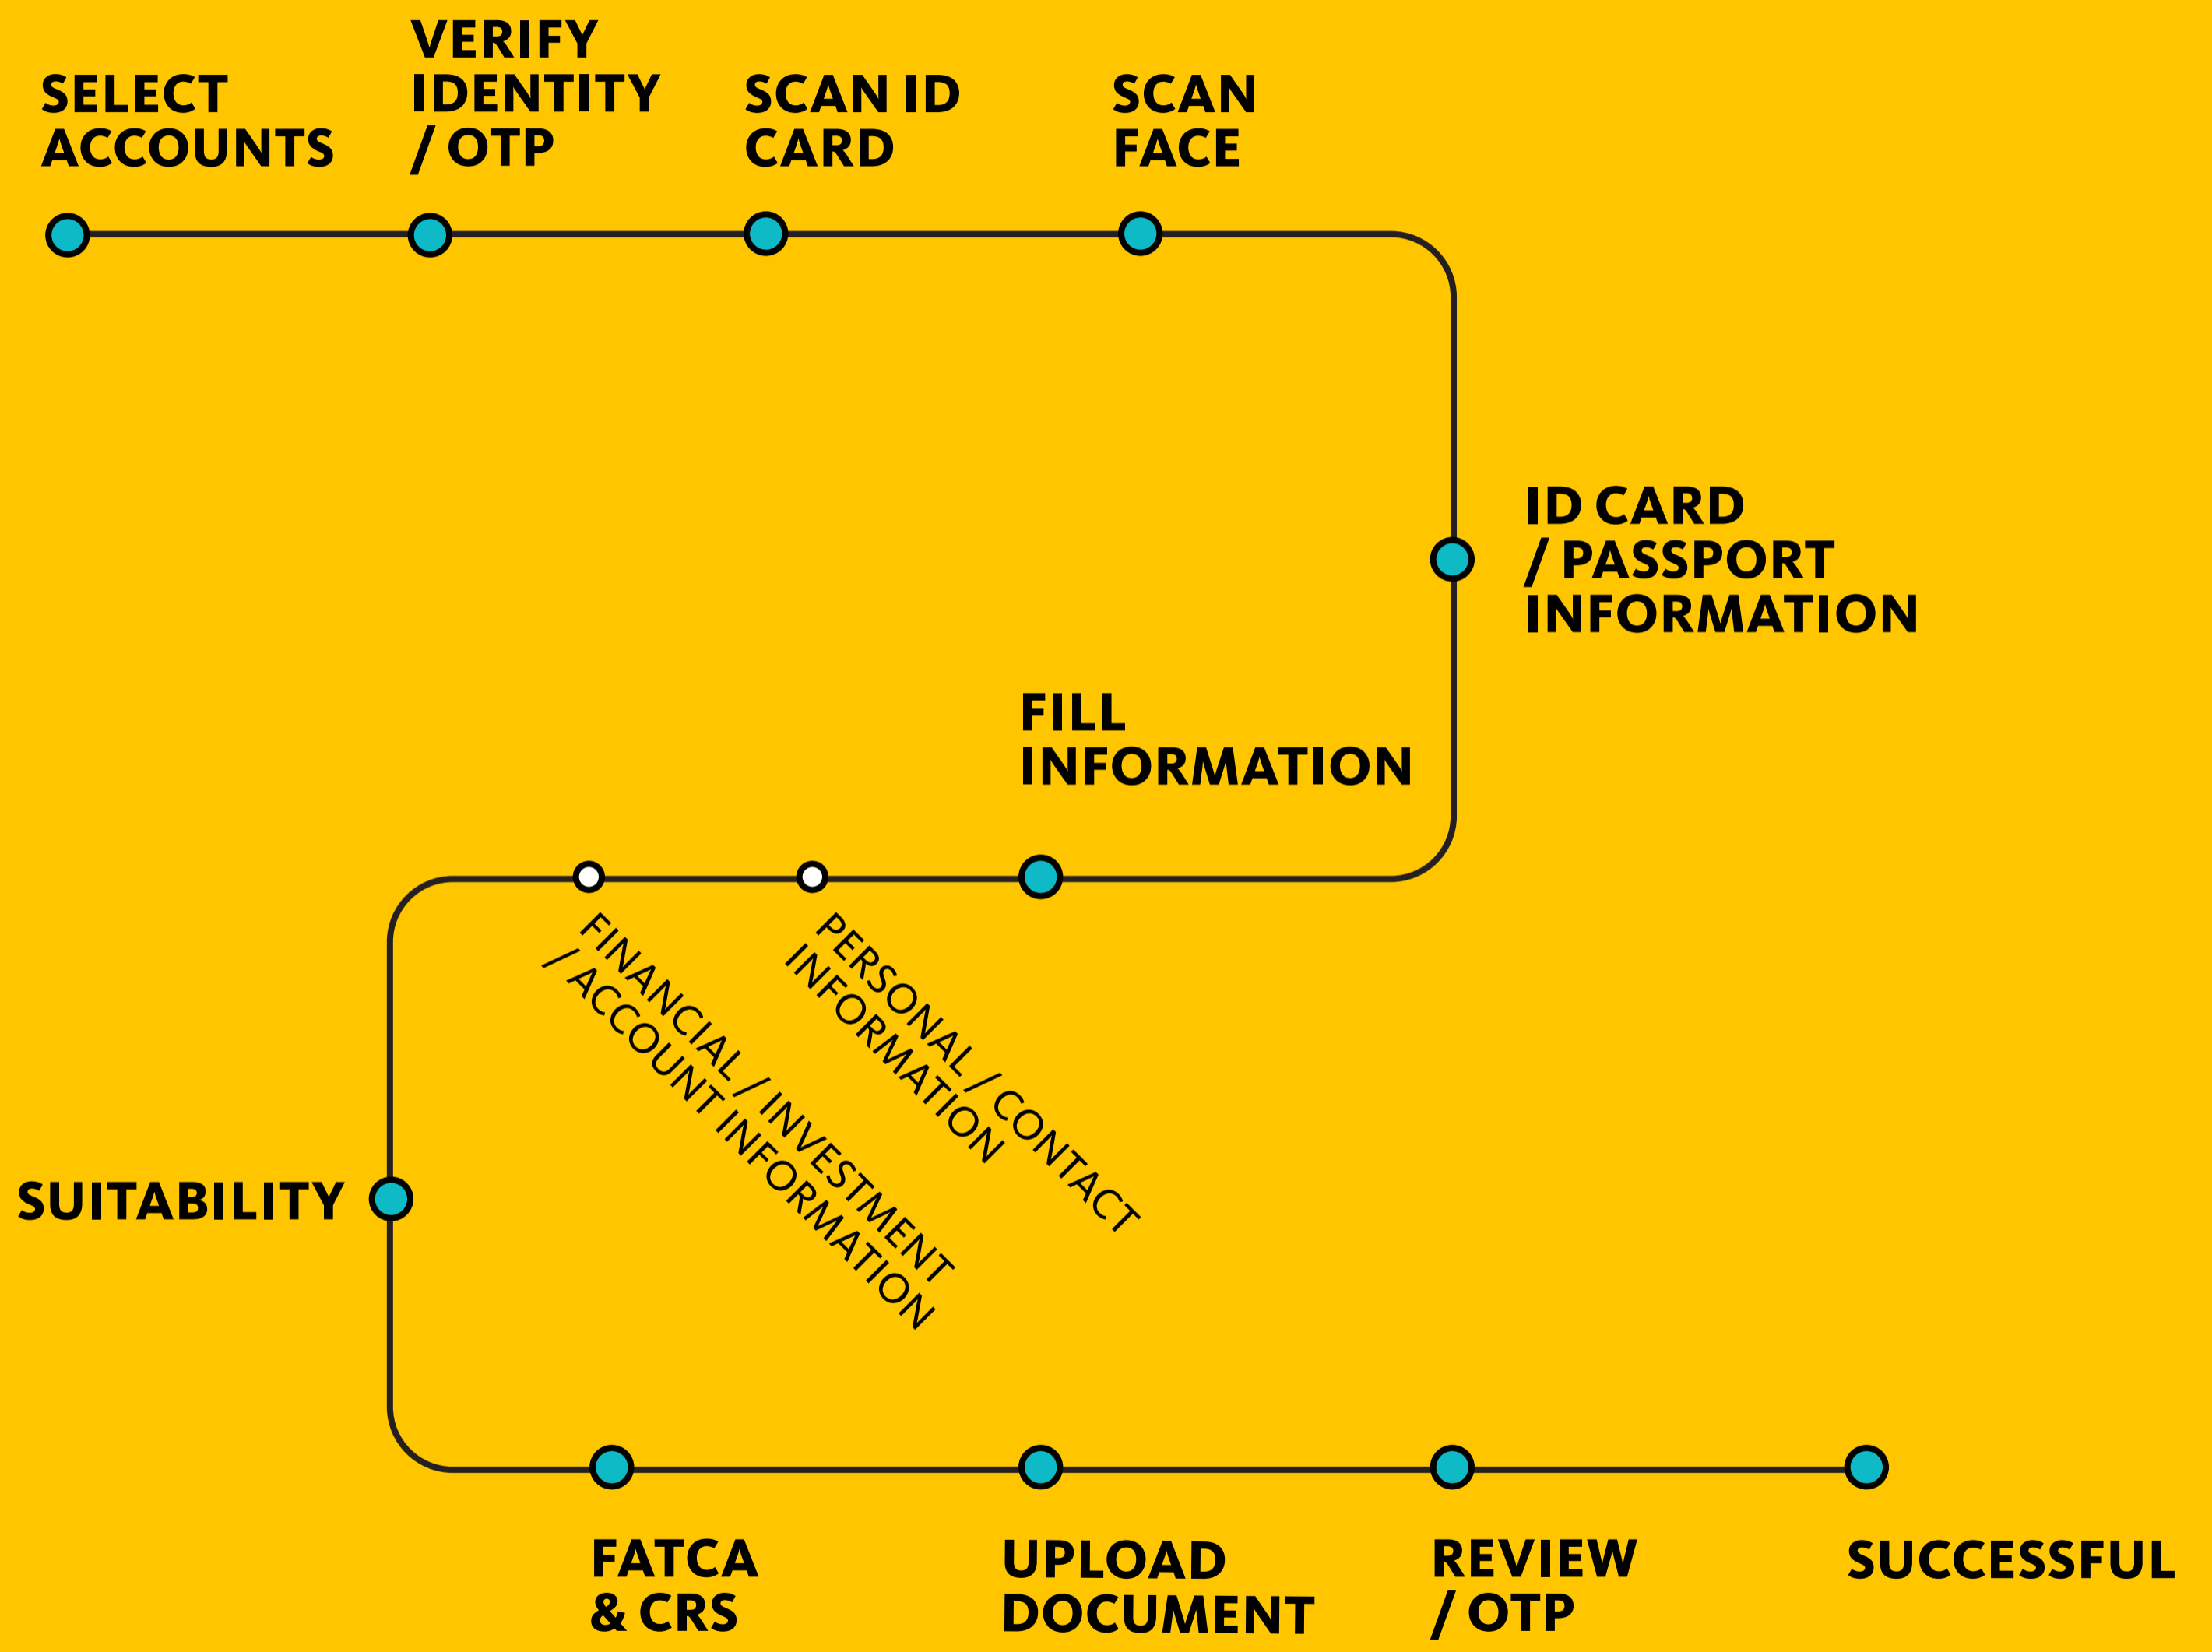 SELECT
ACCOUNTS
VERIFY
IDENTITY
/ OTP
SCAN ID
CARD
SCAN
FACE
ID CARD
/ PASSPORT
INFORMATION
FILL
INFORMATION
PERSONAL / CONTACT
INFORMATION
FINANCIAL / INVESTMENT
/ ACCOUNT INFORMATION
SUITABILITY
FATCA
& CRS
UPLOAD
DOCUMENT
REVIEW
/ OTP
SUCCESSFUL